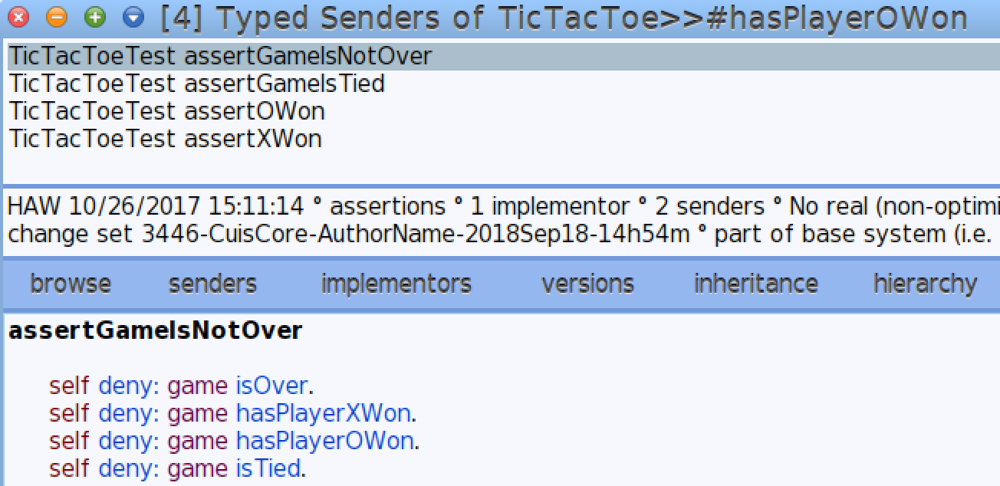 [4] Typed Senders of TicTacToe>>#hasPlayerOWon
TicTacToeTest assertGameIsNotOver
TicTacToeTest assertGameIsTied
TicTacToeTest assertOWon
TicTacToeTest assertXWon
HAW 10/26/2017 15:11:14 ° assertions ° 1 implementor ° 2 senders ° No real (non-optimi
change set 3446-CuisCore-AuthorName-2018Sep18-14h54m ° part of base system (i.e.
browse senders implementors versions inheritance hierarchy
assertGameIsNotOver
self deny: game isOver.
self deny: game hasPlayerXWon.
self deny: game hasPlayerOWon.
self deny: game isTied.